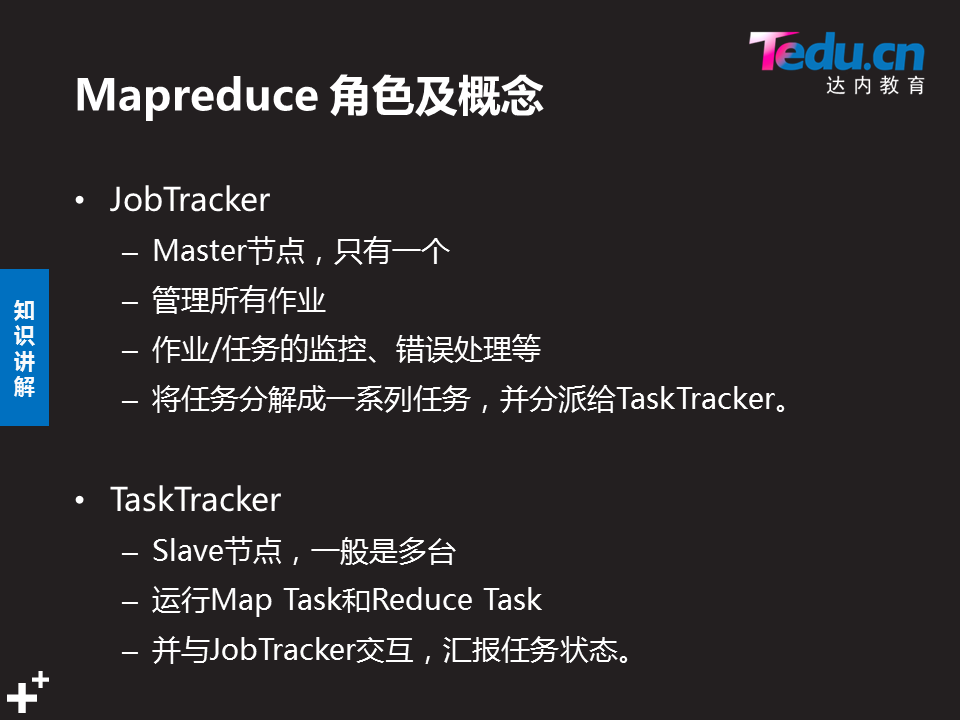 Tedu.cn
达内教育
Mapreduce 角色及概念
• JobTracker
– Master节点，只有一个
– 管理所有作业
– 作业/任务的监控、错误处理等
– 将任务分解成一系列任务，并分派给TaskTracker。
知识讲解
• TaskTracker
– Slave节点，一般是多台
– 运行Map Task和Reduce Task
– 并与JobTracker交互，汇报任务状态。